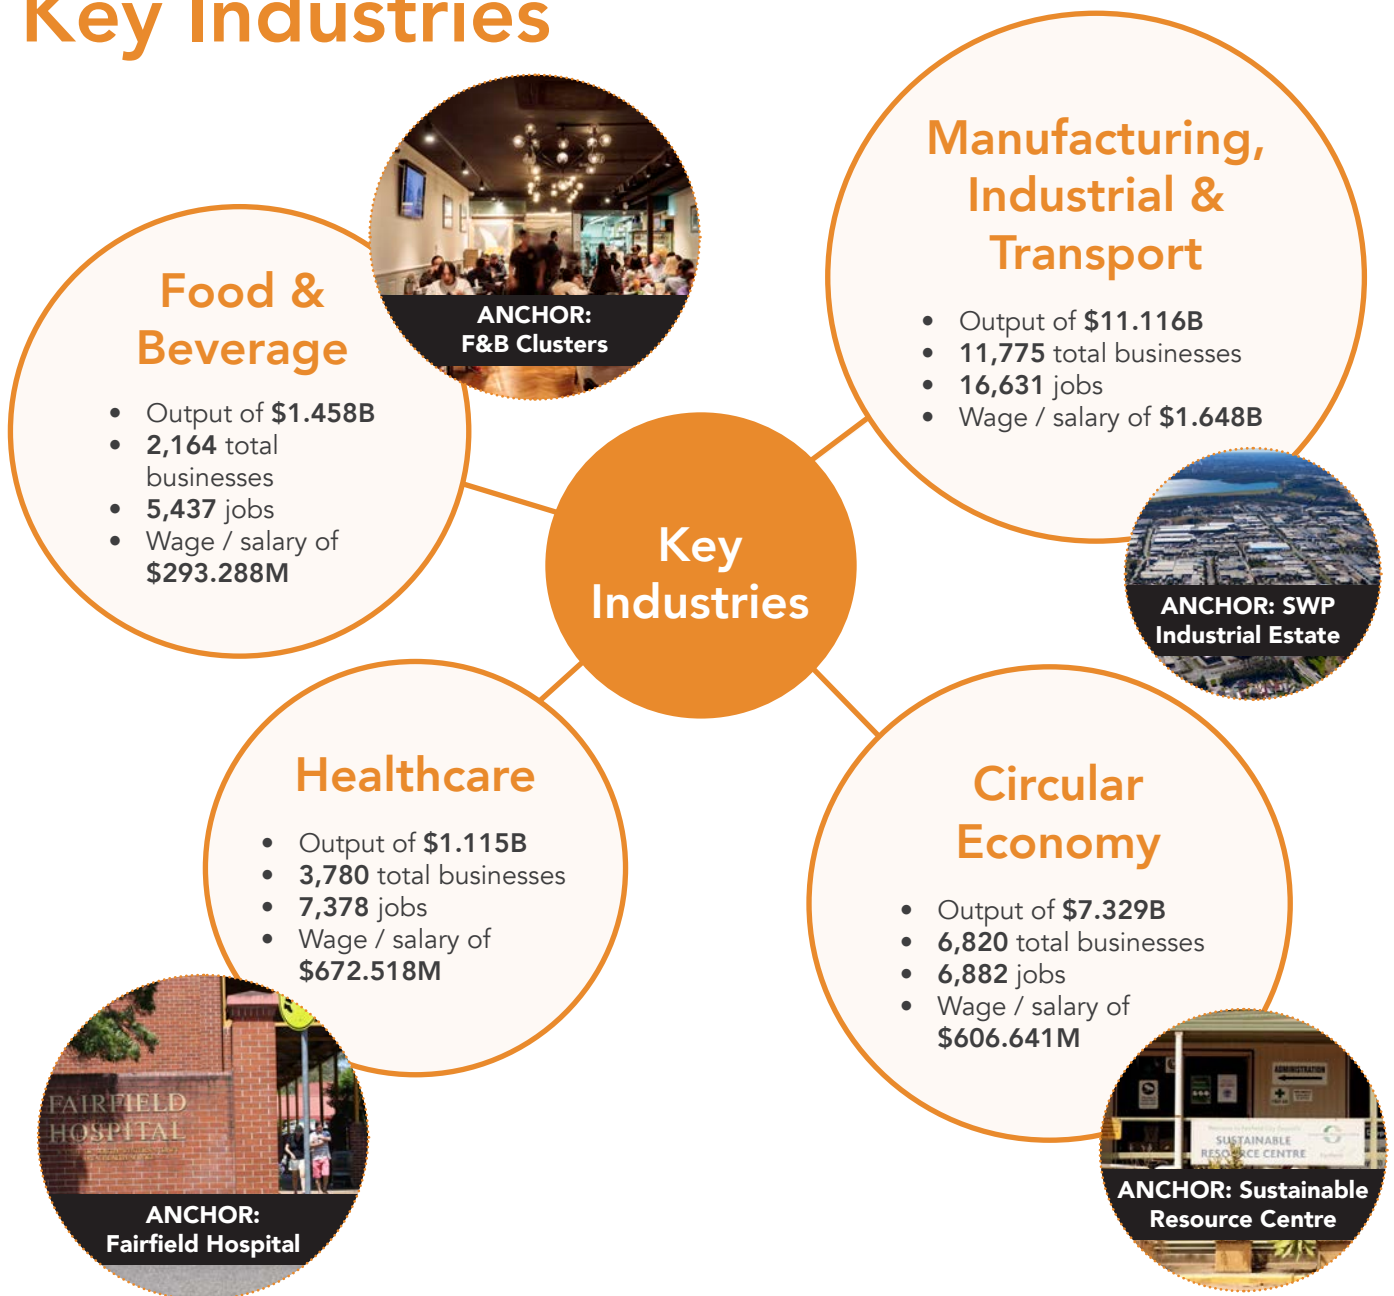 Key Industries
ANCHOR:
F&B Clusters
Manufacturing,
Industrial &
Transport
• Output of $11.116B
• 11,775 total businesses
• 16,631 jobs
• Wage / salary of $1.648B
ANCHOR: SWP
Industrial Estate
Food &
Beverage
• Output of $1.458B
• 2,164 total
businesses
• 5,437 jobs
• Wage / salary of
$293.288M
Key
Industries
Healthcare
• Output of $1.115B
• 3,780 total businesses
• 7,378 jobs
• Wage / salary of
$672.518M
FAIRFIELD
HOSPITAL
ANCHOR:
Fairfield Hospital
Circular
Economy
• Output of $7.329B
• 6,820 total businesses
• 6,882 jobs
• Wage / salary of
$606.641M
ADMINISTRATION
SUSTAINABLE
RESOURCE CENTRE
ANCHOR: Sustainable
Resource Centre